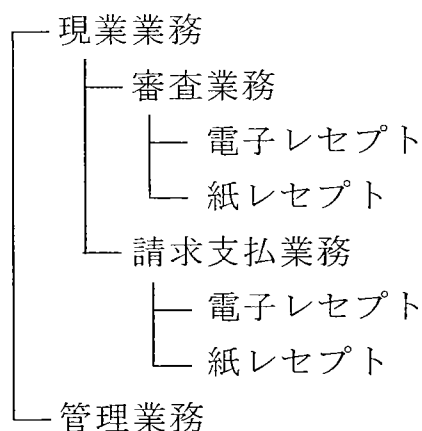 現業業務
審査業務
電子レセプト
紙レセプト
請求支払業務
電子レセプト
紙レセプト
管理業務